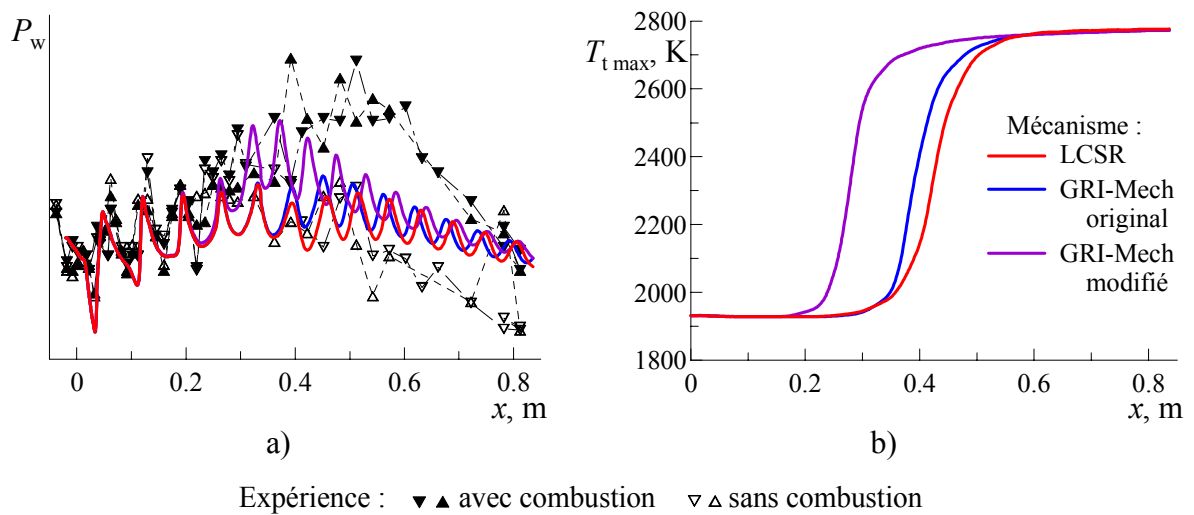 P_w
0 0.2 0.4 0.6 0.8
x, m
a)
T_t max, K
2800
2600
2400
2200
2000
1800
0 0.2 0.4 0.6 0.8
x, m
b)
Mécanisme :
LCSR
GRI-Mech
original
GRI-Mech
modifié
Expérience : ▼ ▲ avec combustion ▽ △ sans combustion